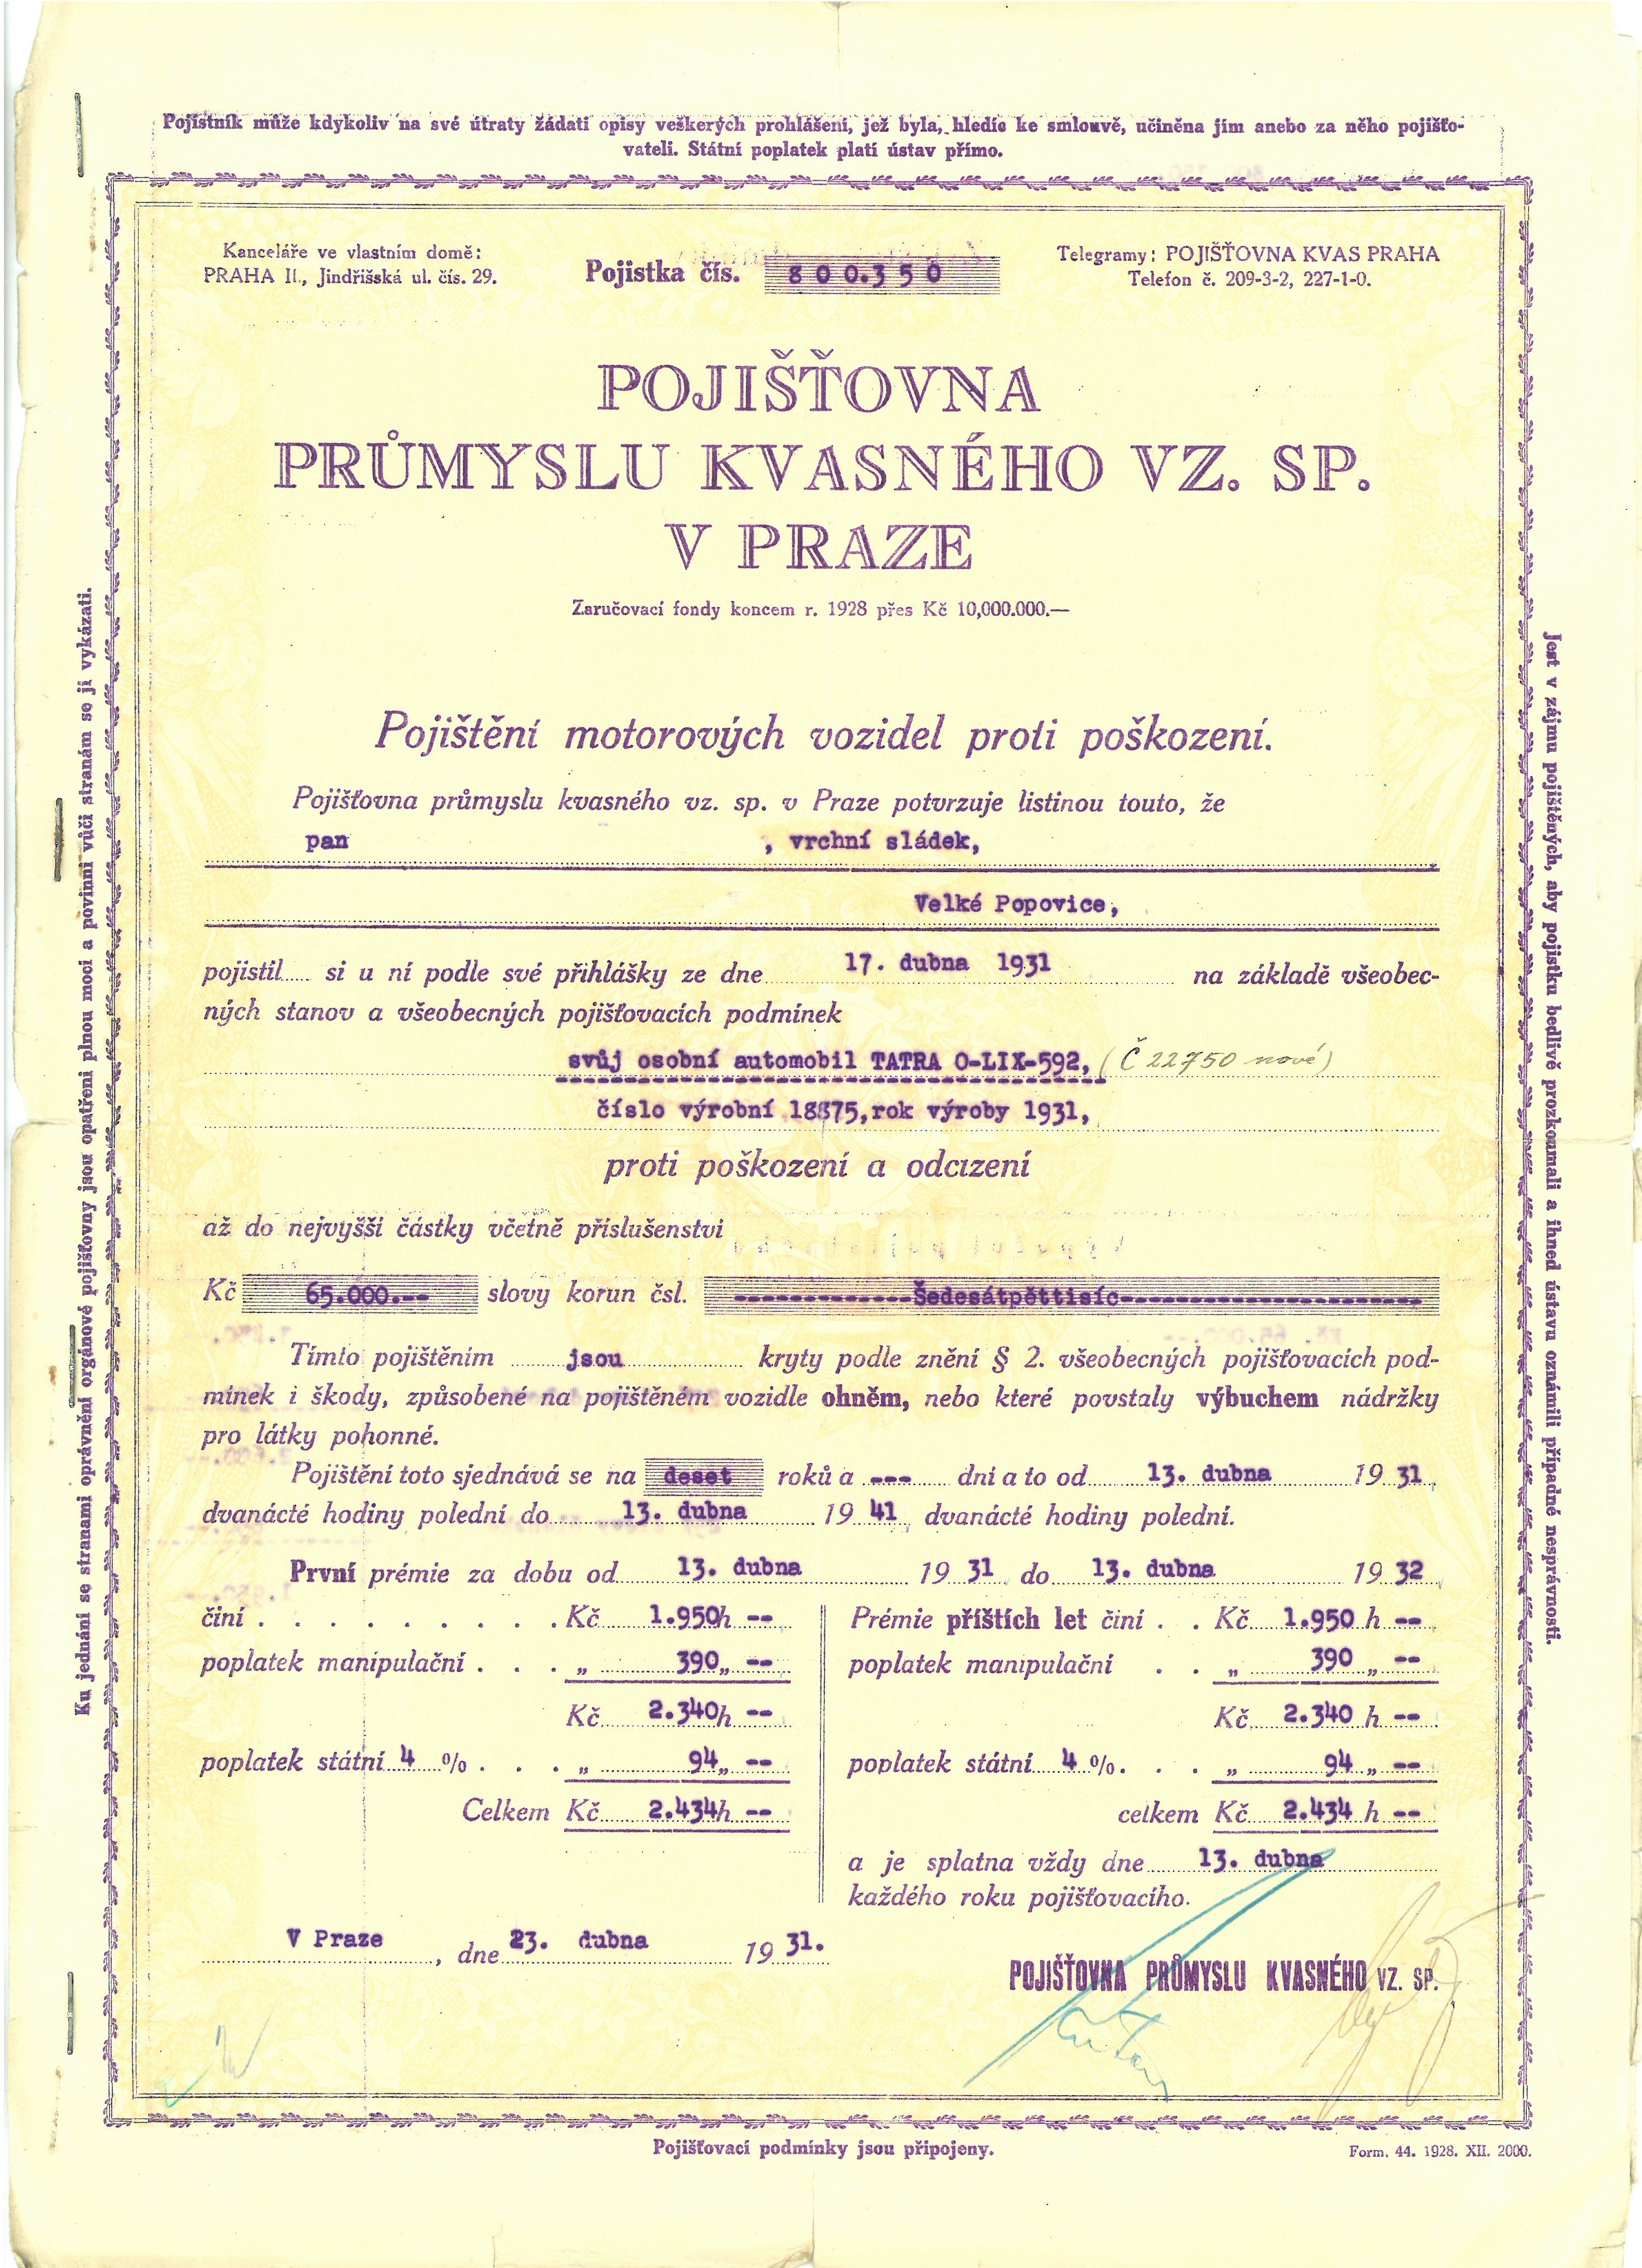 Pojistník může kdykoliv na své útraty žádati opisy veškerých prohlášení, jež byla, hledíc ke smlouvě, učiněna jím anebo za něho pojišťo-
vateli. Státní poplatek platí ústav přímo.
Kanceláře ve vlastním domě:
PRAHA II., Jindřišská ul. čís. 29.
Pojistka čís. 800.350
Telegramy: POJIŠŤOVNA KVAS PRAHA
Telefon č. 209-3-2, 227-1-0.
POJIŠŤOVNA
PRŮMYSLU KVASNÉHO VZ. SP.
V PRAZE
Zaručovací fondy koncem r. 1928 přes Kč 10,000.000.—
Pojištění motorových vozidel proti poškození.
Pojišťovna průmyslu kvasného vz. sp. v Praze potvrzuje listinou touto, že
pan , vrchní sládek,
Velké Popovice,
pojistil si u ní podle své přihlášky ze dne 17. dubna 1931 na základě všeobec-
ných stanov a všeobecných pojišťovacích podmínek
svůj osobní automobil TATRA O-LIX-592, (Č 22750 nové)
číslo výrobní 18875, rok výroby 1931,
proti poškození a odcizení
až do nejvyšší částky včetně příslušenství
Kč 65.000.-- slovy korun čsl. ------------Šedesátpěttisíc--------------------
Tímto pojištěním jsou kryty podle znění § 2. všeobecných pojišťovacích pod-
mínek i škody, způsobené na pojištěném vozidle ohněm, nebo které povstaly výbuchem nádržky
pro látky pohonné.
Pojištění toto sjednává se na deset roků a --- dní a to od 13. dubna 1931
dvanácté hodiny polední do 13. dubna 1941 dvanácté hodiny polední.
První prémie za dobu od 13. dubna 1931 do 13. dubna 1932
činí . . . . . . . . . Kč 1.950 h --
poplatek manipulační . . . „ 390 „ --
Kč 2.340 h --
poplatek státní 4 % . . . „ 94 „ --
Celkem Kč 2.434 h --
Prémie příštích let činí . . Kč 1.950 h --
poplatek manipulační . . „ 390 „ --
Kč 2.340 h --
poplatek státní 4 % . . . „ 94 „ --
celkem Kč 2.434 h --
a je splatna vždy dne 13. dubna
každého roku pojišťovacího.
V Praze, dne 23. dubna 1931.
POJIŠŤOVNA PRŮMYSLU KVASNÉHO VZ. SP.
Pojišťovací podmínky jsou připojeny.
Form. 44. 1928. XII. 2000.
Ku jednání se stranami oprávnění orgánové pojišťovny jsou opatřeni plnou mocí a povinni vůči stranám se jí vykázati.
Jest v zájmu pojištěných, aby pojistku bedlivě prozkoumali a ihned ústavu oznámili případné nesprávnosti.